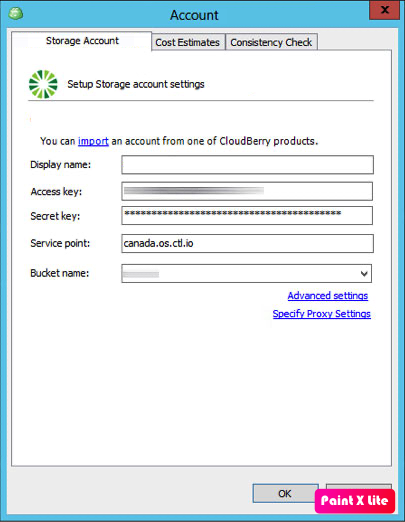 Account
x
Storage Account Cost Estimates Consistency Check
Setup Storage account settings
You can import an account from one of CloudBerry products.
Display name:
Access key:
Secret key: ****************************************
Service point: canada.os.ctl.io
Bucket name:
Advanced settings
Specify Proxy Settings
OK
Paint X Lite